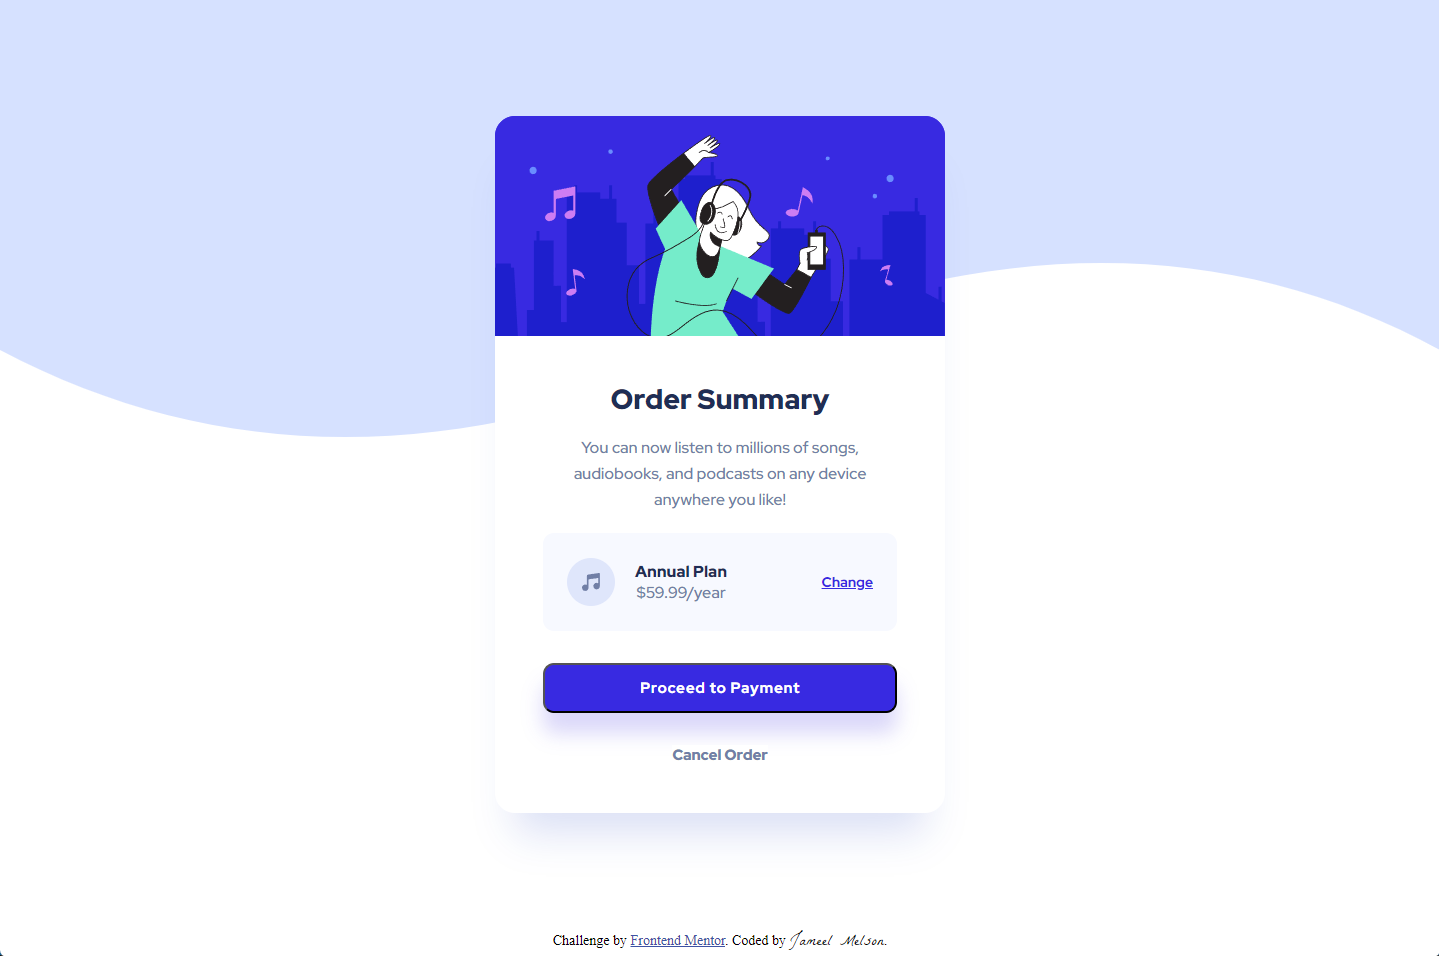 Order Summary
You can now listen to millions of songs,
audiobooks, and podcasts on any device
anywhere you like!
Annual Plan
$59.99/year
Change
Proceed to Payment
Cancel Order
Challenge by Frontend Mentor. Coded by Jameel Melson.